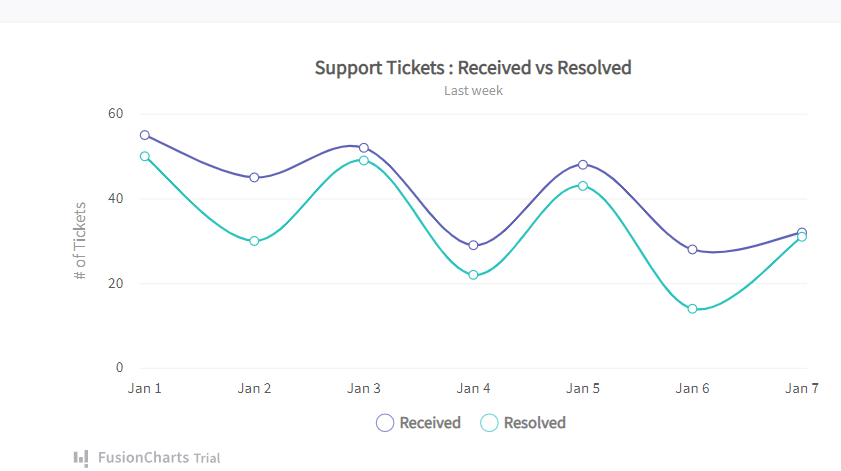 Support Tickets : Received vs Resolved
Last week
# of Tickets
60
40
20
0
Jan 1 Jan 2 Jan 3 Jan 4 Jan 5 Jan 6 Jan 7
Received Resolved
FusionCharts Trial